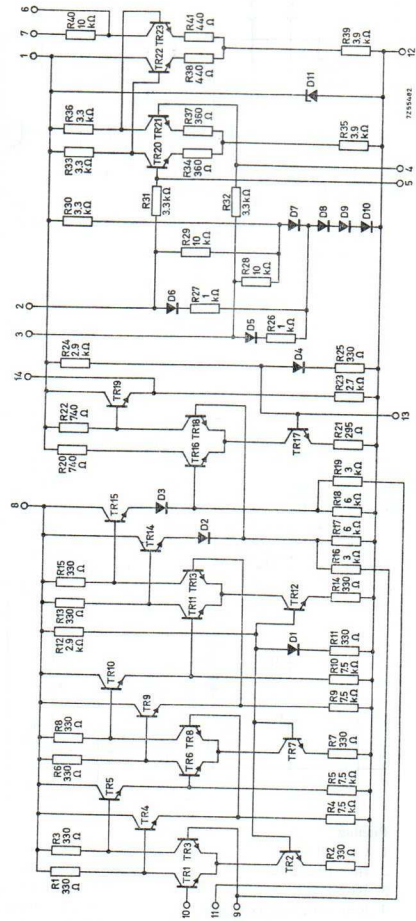 8
R1
330
Ω
R3
330
Ω
R6
330
Ω
R8
330
Ω
R12
2.9
kΩ
R13
330
Ω
R15
330
Ω
R20
740
Ω
R22
740
Ω
14
R24
2.9
kΩ
3
2
R30
3.3
kΩ
R33
3.3
kΩ
R36
3.3
kΩ
1
7
6
R40
10
kΩ
TR5
TR4
TR10
TR9
TR15
TR14
TR19
D3
D2
10
11
9
TR1
TR3
TR6
TR8
TR11
TR13
TR16
TR18
TR2
TR7
TR12
TR17
D1
D4
D6
D5
R27
1
kΩ
R26
1
kΩ
R29
10
kΩ
R28
10
kΩ
R31
3.3kΩ
R32
3.3kΩ
D7
D8
D9
D10
TR20
TR21
R34
360
Ω
R37
360
Ω
TR22
TR23
R38
4.40
Ω
R41
4.40
Ω
D11
R2
330
Ω
R4
7.5
kΩ
R5
7.5
kΩ
R7
330
Ω
R9
7.5
kΩ
R10
7.5
kΩ
R11
330
Ω
R14
330
Ω
R16
3
kΩ
R17
6
kΩ
R18
6
kΩ
R19
3
kΩ
R21
295
Ω
R23
2.7
kΩ
R25
330
Ω
R35
3.9
kΩ
R39
3.9
kΩ
13
5
4
12
7Z55482